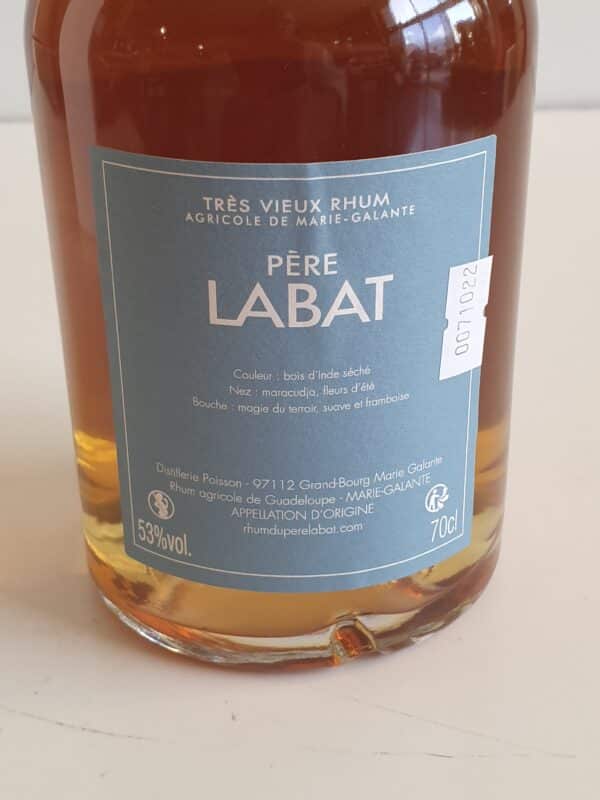 TRÈS VIEUX RHUM
AGRICOLE DE MARIE-GALANTE
PÈRE
LABAT
0071022
Couleur : bois d'inde séché
Nez : maracudja, fleurs d'été
Bouche : magie du terroir, suave et framboise
Distillerie Poisson - 97112 Grand-Bourg Marie Galante
Rhum agricole de Guadeloupe - MARIE-GALANTE
APPELLATION D'ORIGINE
rhumduperelabat.com
53%vol.
70cl